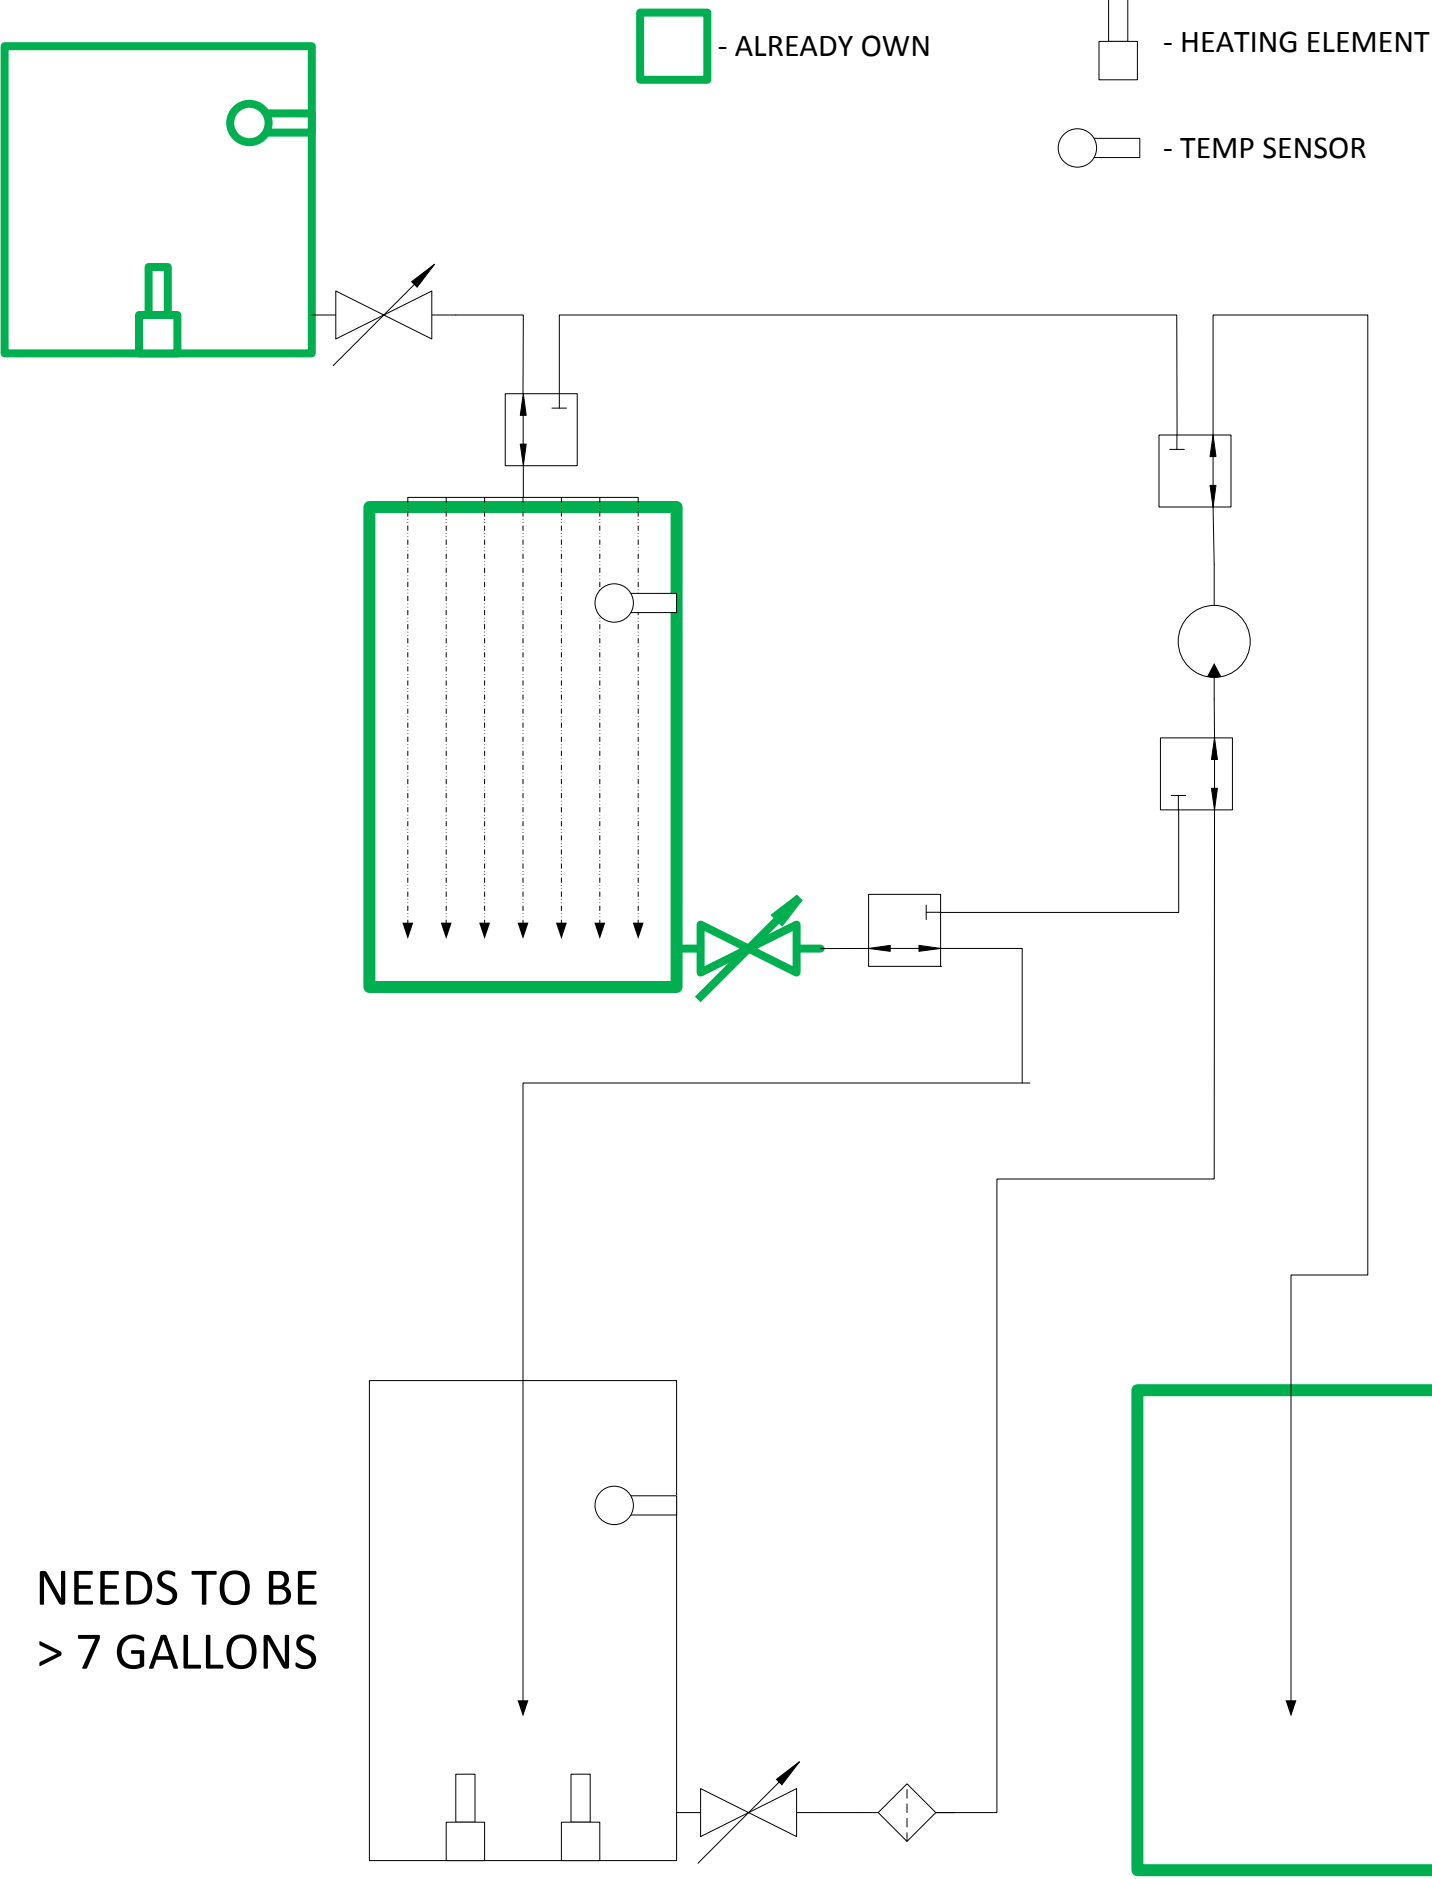 - ALREADY OWN
- HEATING ELEMENT
- TEMP SENSOR
NEEDS TO BE
> 7 GALLONS